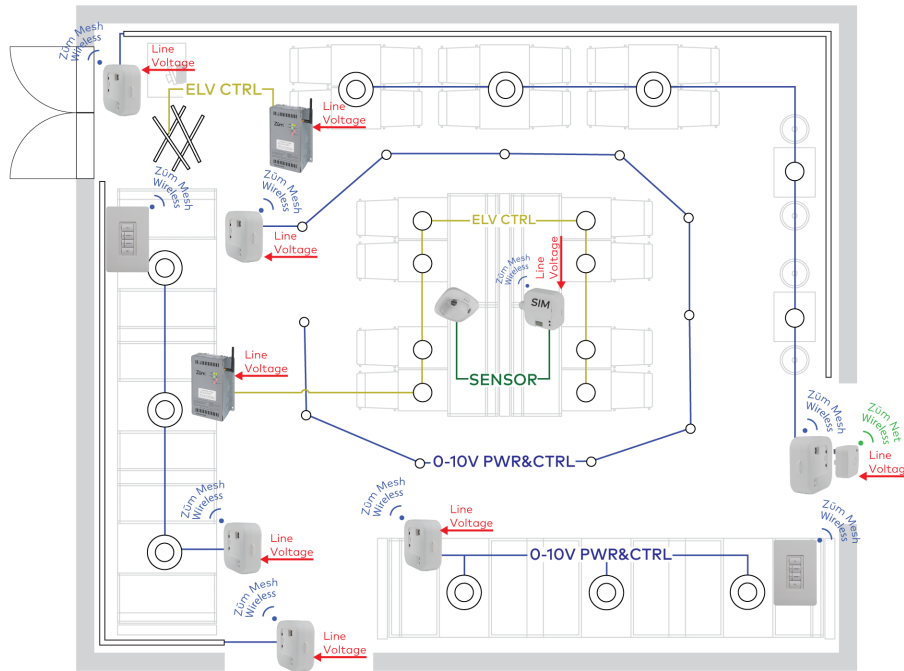 Züm Mesh
Wireless
Line
Voltage
ELV CTRL
Züm
Line
Voltage
Züm Mesh
Wireless
Züm Mesh
Wireless
Line
Voltage
ELV CTRL
Züm Mesh
Wireless
Line
Voltage
SIM
Züm
Line
Voltage
SENSOR
Züm Mesh
Wireless
Züm Net
Wireless
Line
Voltage
0-10V PWR&CTRL
Züm Mesh
Wireless
Line
Voltage
Züm Mesh
Wireless
Line
Voltage
Züm Mesh
Wireless
0-10V PWR&CTRL
Züm Mesh
Wireless
Line
Voltage